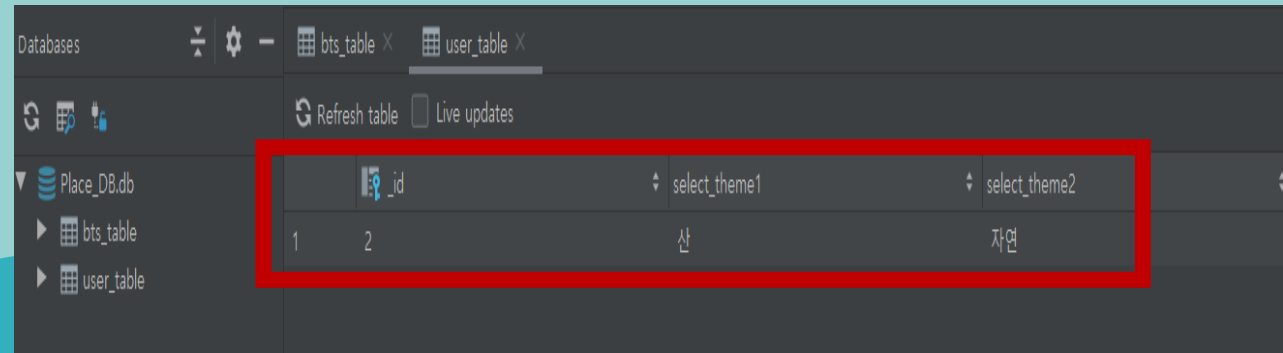 Databases
bts_table
user_table
Refresh table
Live updates
Place_DB.db
bts_table
user_table
_id select_theme1 select_theme2
1 2 산 자연